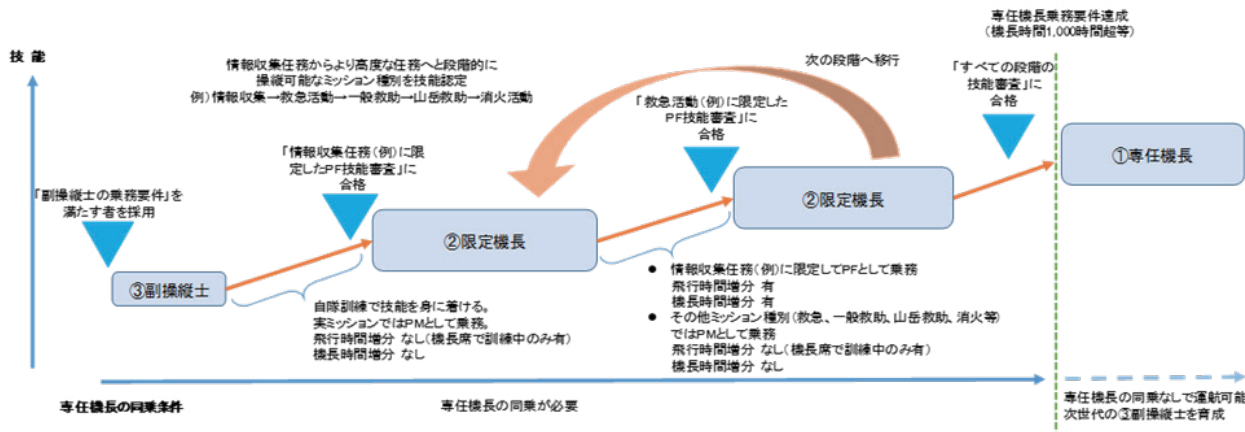 専任機長乗務要件達成
（機長時間1,000時間超等）
技 能
情報収集任務からより高度な任務へと段階的に
操縦可能なミッション種別を技能認定
例）情報収集→救急活動→一般救助→山岳救助→消火活動
次の段階へ移行
「すべての段階の
技能審査」に
合格
「救急活動（例）に限定した
PF技能審査」に
合格
「情報収集任務（例）に限
定したPF技能審査」に
合格
①専任機長
②限定機長
「副操縦士の乗務要件」を
満たす者を採用
②限定機長
③副操縦士
自隊訓練で技能を身に着ける。
実ミッションではPMとして乗務。
飛行時間増分 なし（機長席で訓練中のみ有）
機長時間増分 なし
● 情報収集任務（例）に限定してPFとして乗務
飛行時間増分 有
機長時間増分 有
● その他ミッション種別（救急、一般救助、山岳救助、消火等）
ではPMとして乗務
飛行時間増分 なし（機長席で訓練中のみ有）
機長時間増分 なし
専任機長の同乗条件
専任機長の同乗が必要
専任機長の同乗なしで運航可能
次世代の③副操縦士を育成